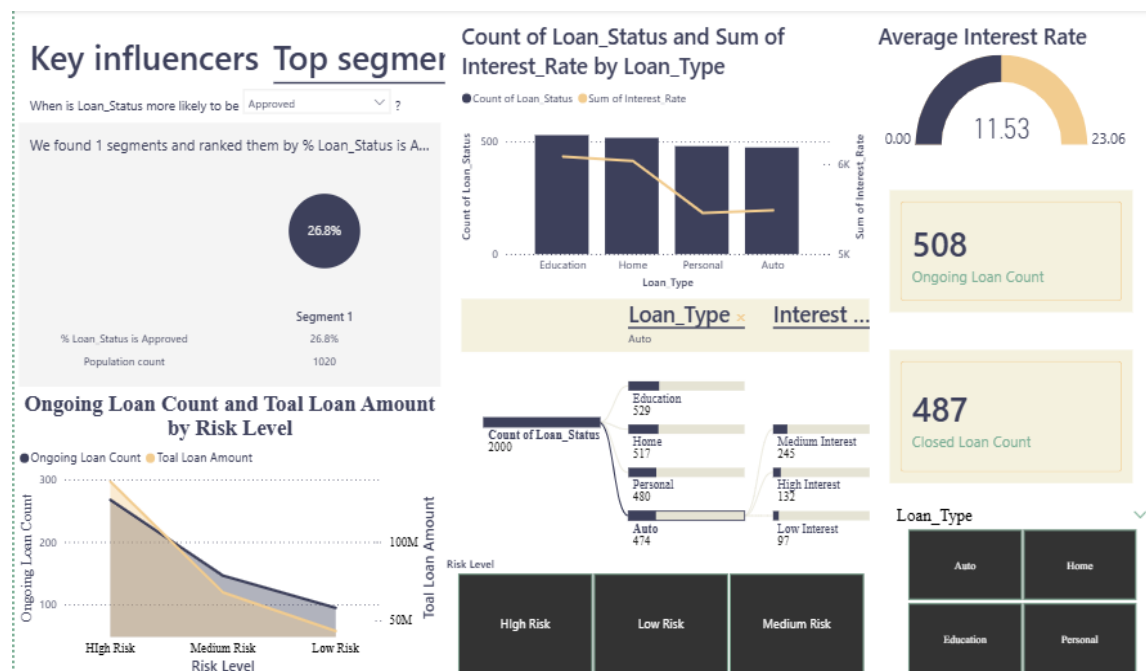 Key influencers Top segmer
When is Loan_Status more likely to be Approved ?
We found 1 segments and ranked them by % Loan_Status is A...
26.8%
Segment 1
% Loan_Status is Approved 26.8%
Population count 1020
Ongoing Loan Count and Toal Loan Amount
by Risk Level
Ongoing Loan Count Toal Loan Amount
300
200
100
Ongoing Loan Count
100M
50M
Toal Loan Amount
HIgh Risk Medium Risk Low Risk
Risk Level
Count of Loan_Status and Sum of
Interest_Rate by Loan_Type
Count of Loan_Status Sum of Interest_Rate
500
0
Count of Loan_Status
6K
5K
Sum of Interest_Rate
Education Home Personal Auto
Loan_Type
Loan_Type × Interest ...
Auto
Count of Loan_Status
2000
Education
529
Home
517
Personal
480
Auto
474
Medium Interest
245
High Interest
132
Low Interest
97
Risk Level
HIgh Risk Low Risk Medium Risk
Average Interest Rate
11.53
0.00 23.06
508
Ongoing Loan Count
487
Closed Loan Count
Loan_Type
Auto Home
Education Personal